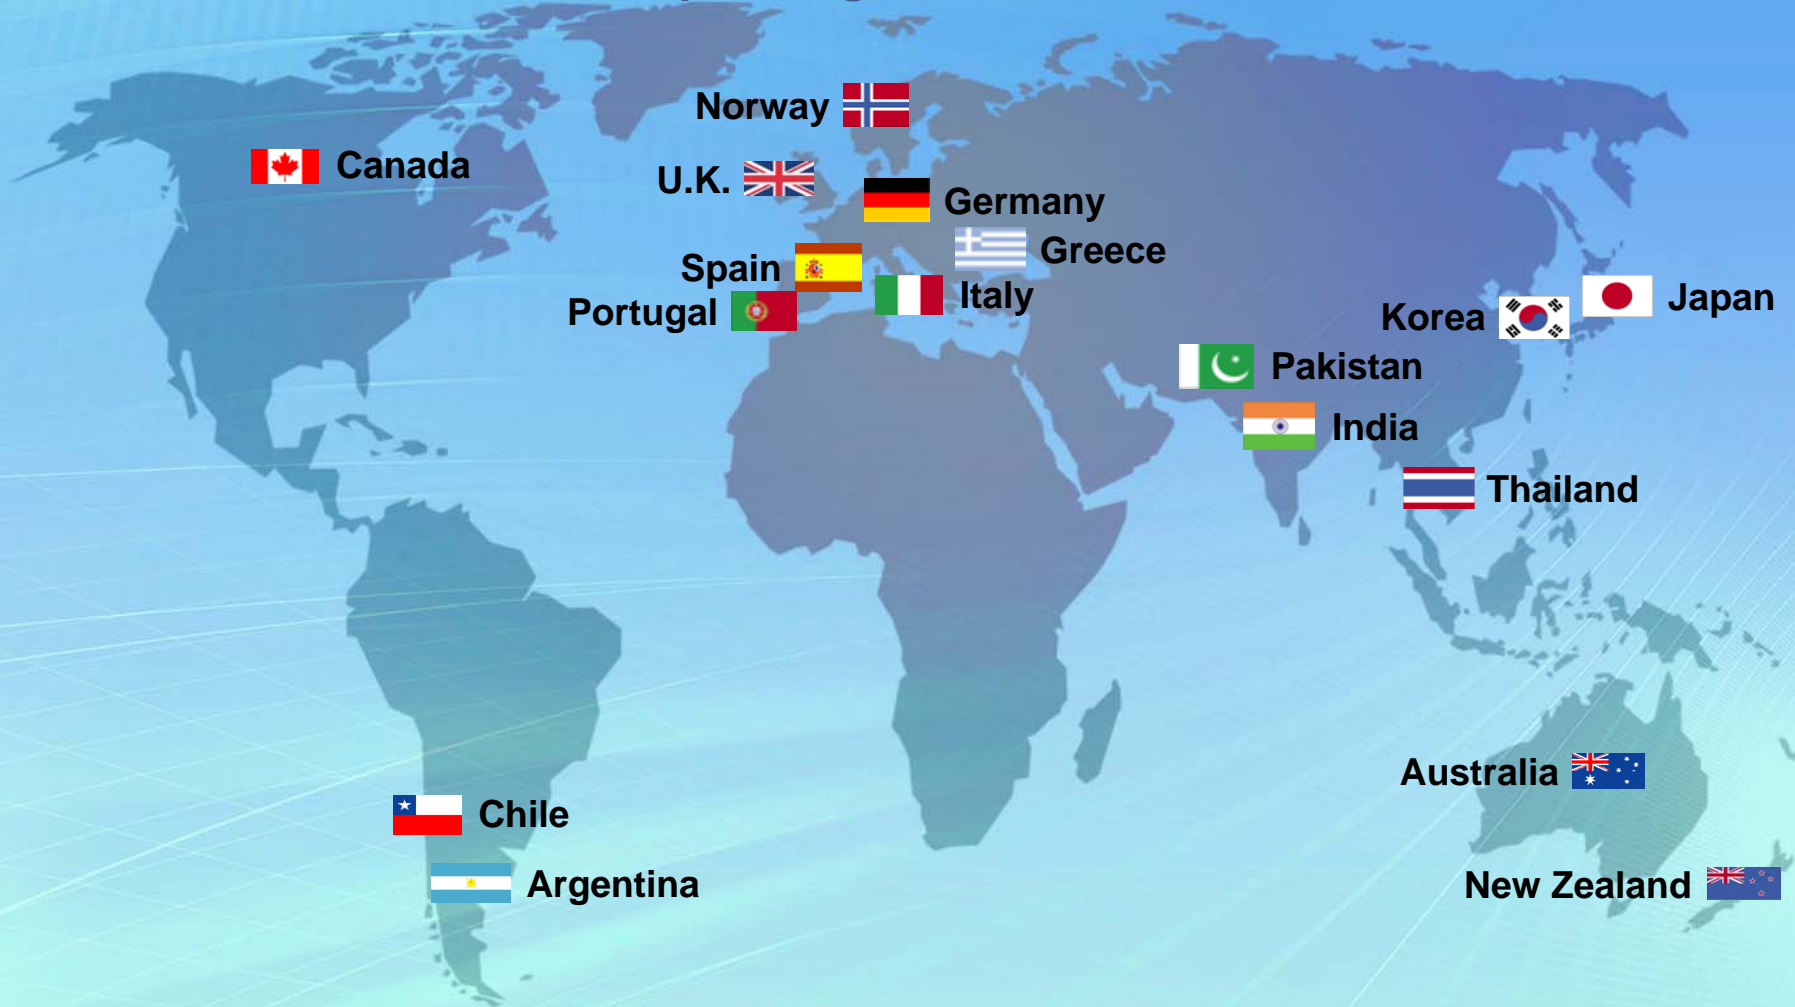 Norway
Canada
U.K.
Germany
Greece
Spain
Italy
Portugal
Japan
Korea
Pakistan
India
Thailand
Australia
Chile
New Zealand
Argentina